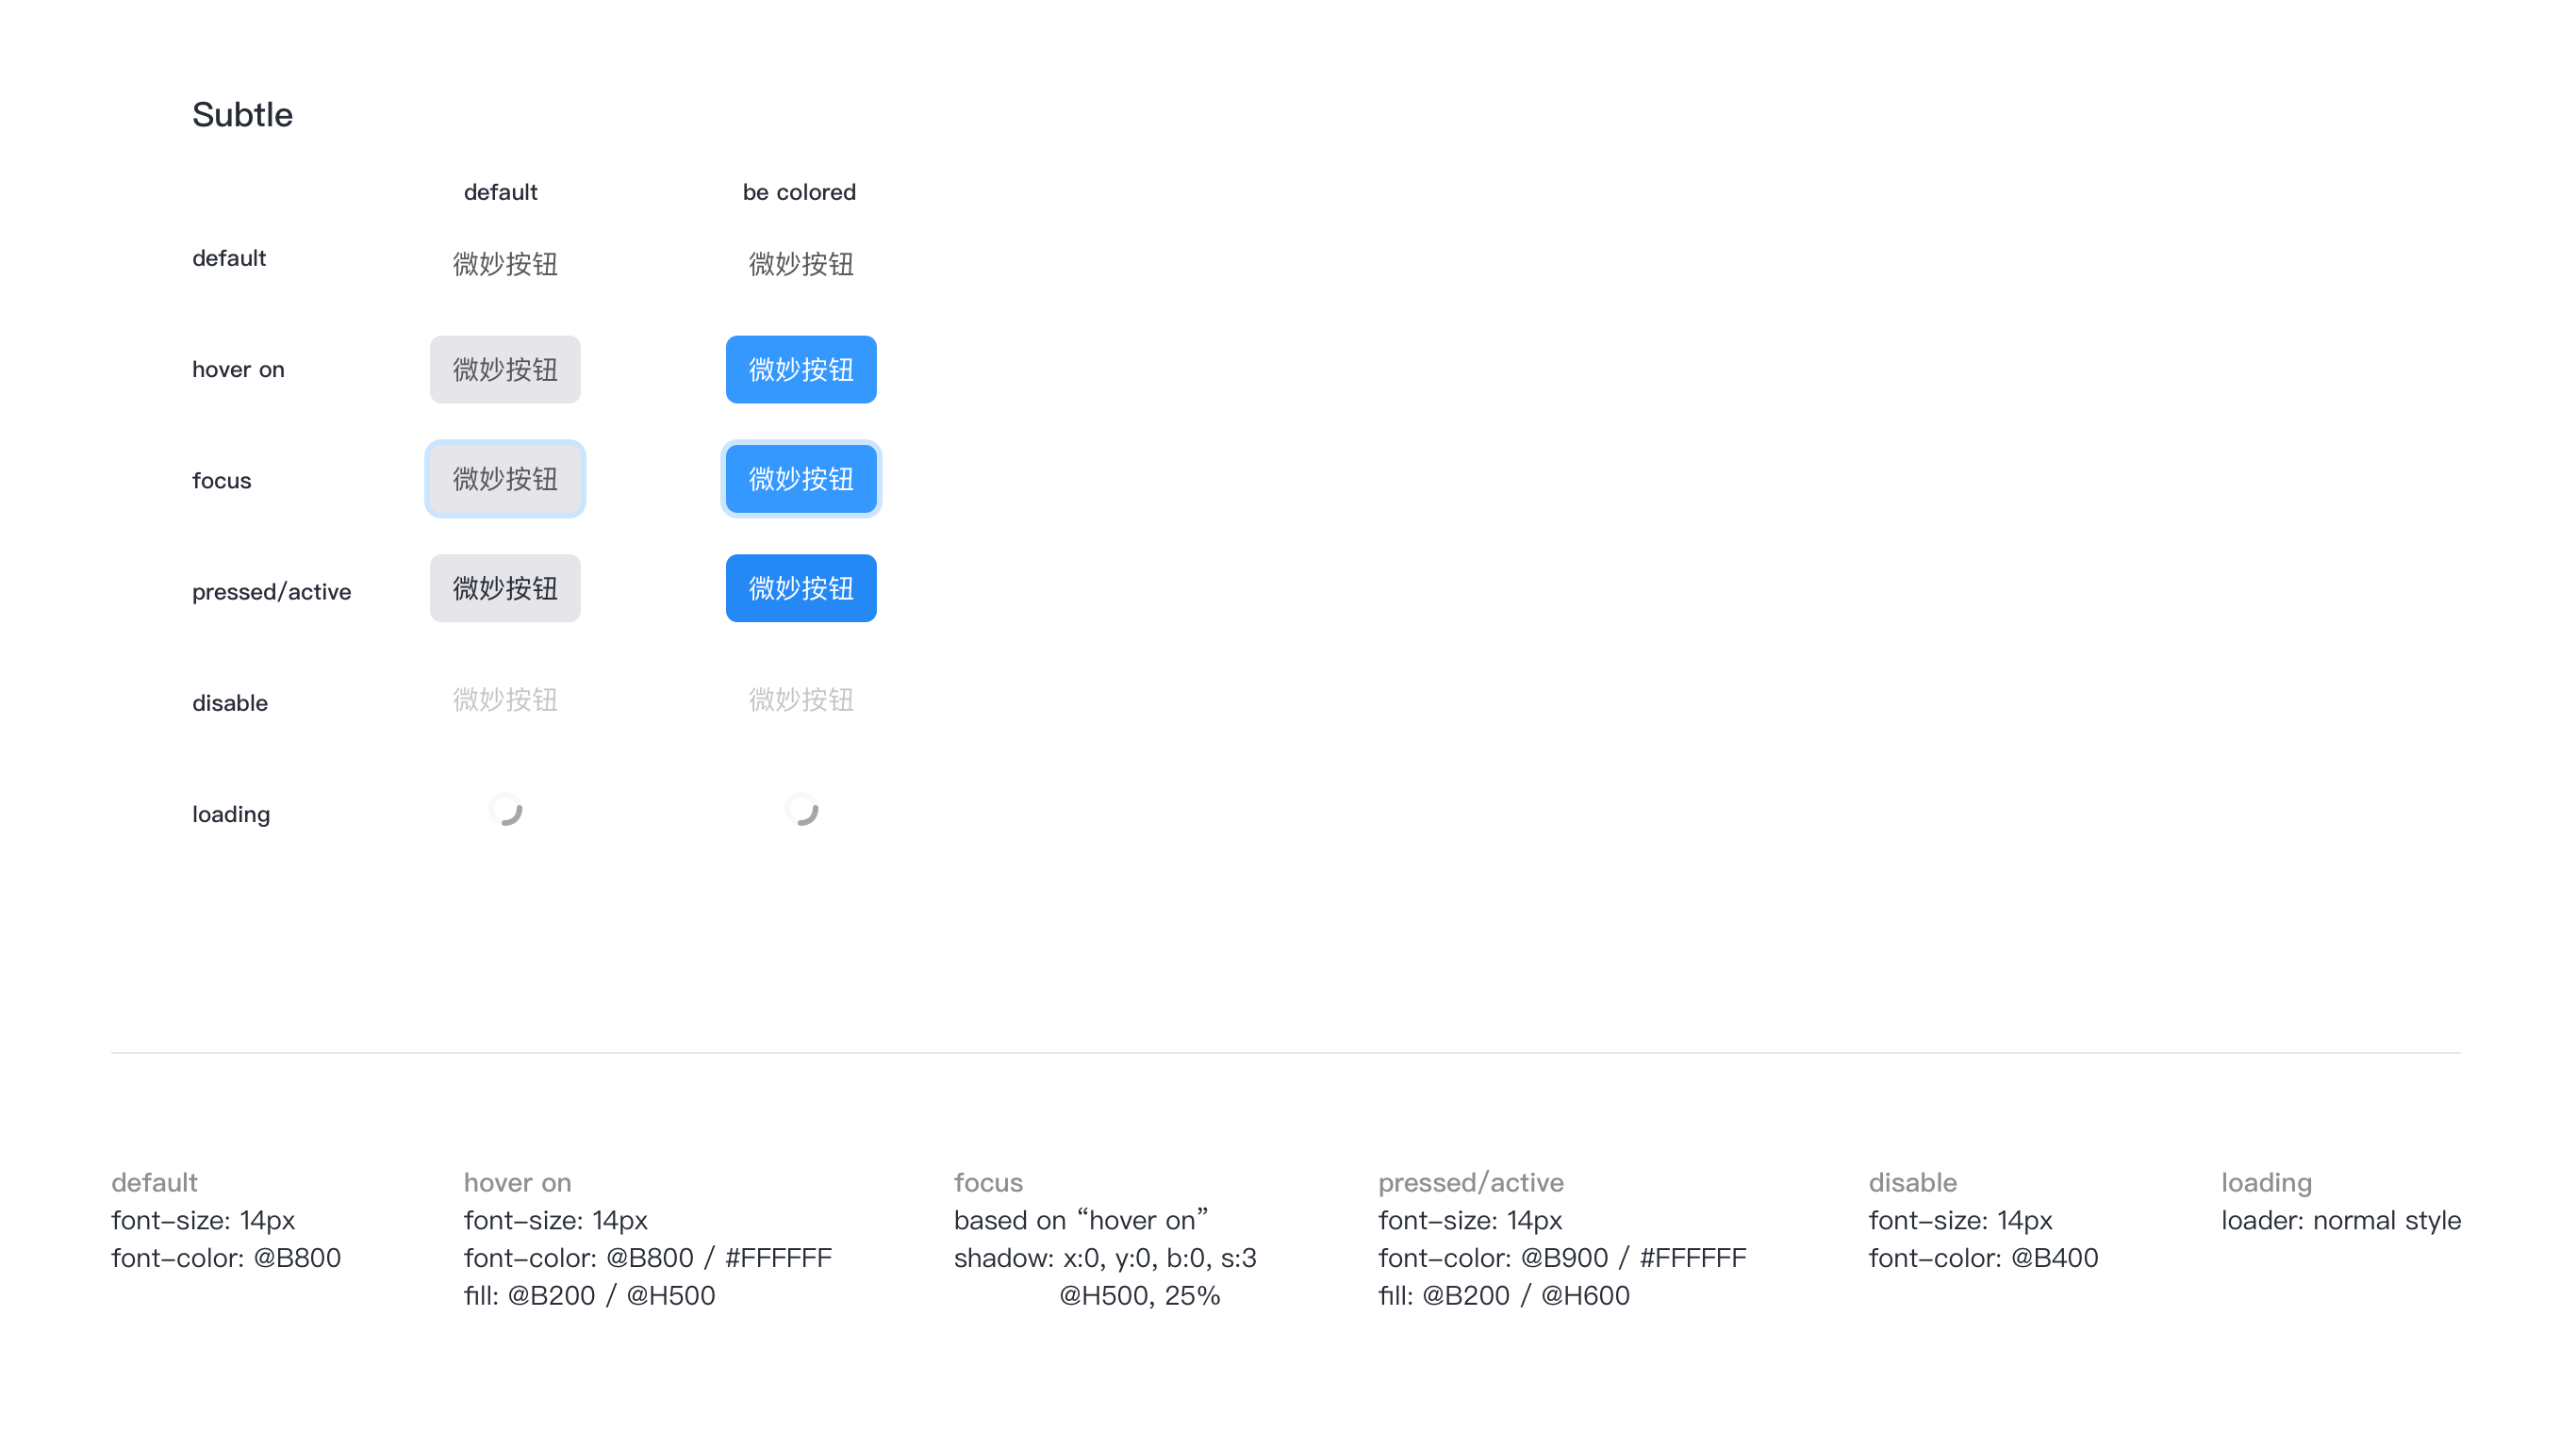 Subtle
default be colored
default 微妙按钮 微妙按钮
hover on 微妙按钮 微妙按钮
focus 微妙按钮 微妙按钮
pressed/active 微妙按钮 微妙按钮
disable 微妙按钮 微妙按钮
loading
default
font-size: 14px
font-color: @B800
hover on
font-size: 14px
font-color: @B800 / #FFFFFF
fill: @B200 / @H500
focus
based on “hover on”
shadow: x:0, y:0, b:0, s:3
@H500, 25%
pressed/active
font-size: 14px
font-color: @B900 / #FFFFFF
fill: @B200 / @H600
disable
font-size: 14px
font-color: @B400
loading
loader: normal style